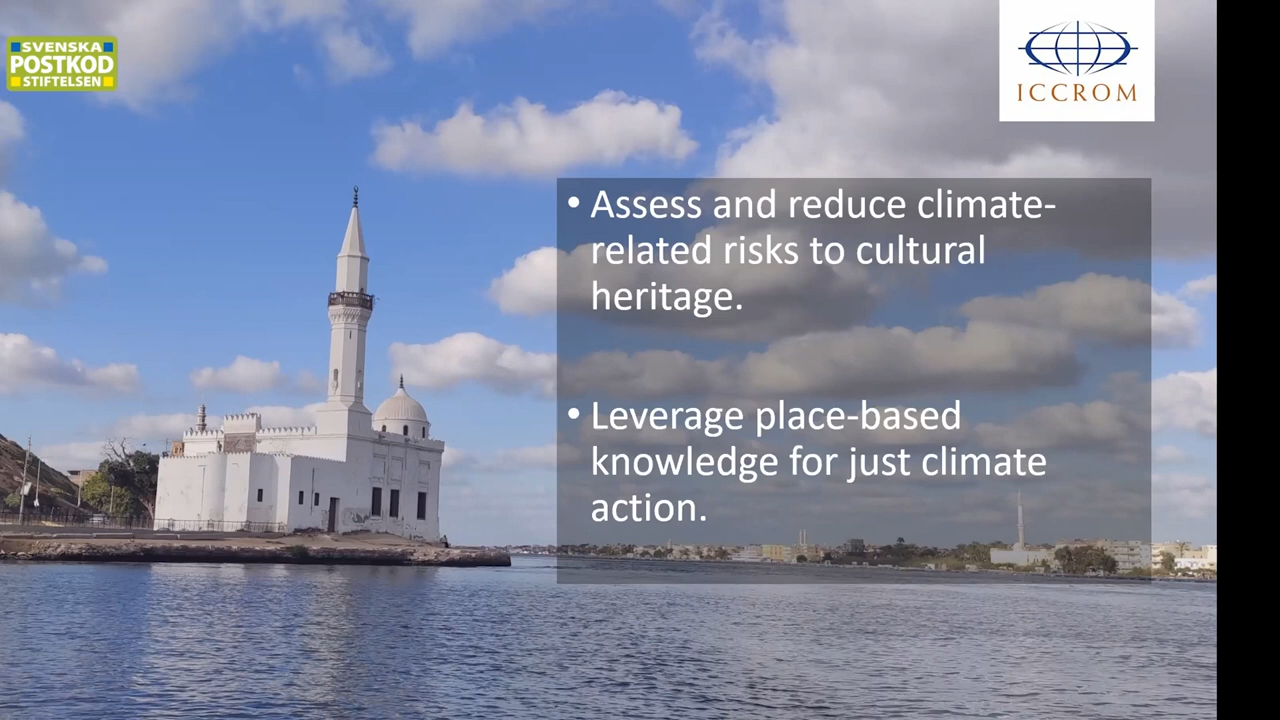 SVENSKA
POSTKOD
STIFTELSEN
ICCROM
• Assess and reduce climate-
related risks to cultural
heritage.
• Leverage place-based
knowledge for just climate
action.